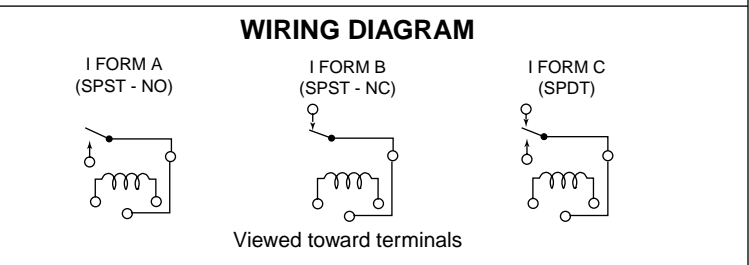 WIRING DIAGRAM
I FORM A
(SPST - NO)
I FORM B
(SPST - NC)
I FORM C
(SPDT)
Viewed toward terminals